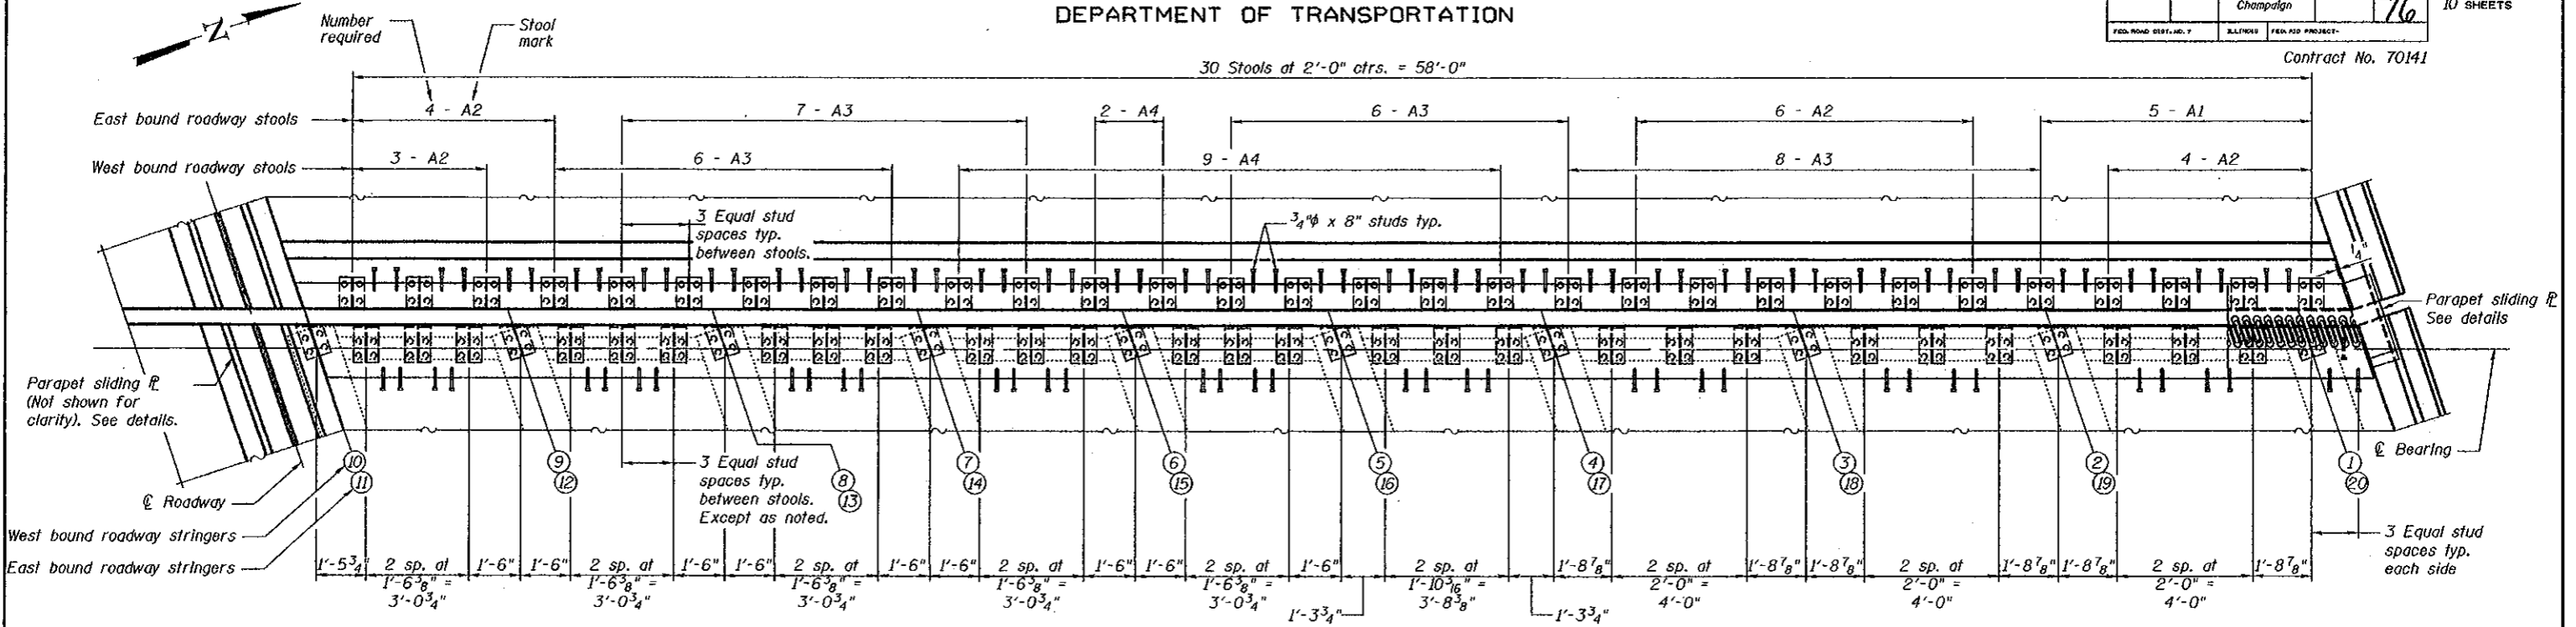 DEPARTMENT OF TRANSPORTATION
Champaign
76
10 SHEETS
FED. ROAD DIST. NO. 7
ILLINOIS
FED. AID PROJECT-
Contract No. 70141
N
Number
required
Stool
mark
30 Stools at 2'-0" ctrs. = 58'-0"
East bound roadway stools
4 - A2
7 - A3
2 - A4
6 - A3
6 - A2
5 - A1
West bound roadway stools
3 - A2
6 - A3
9 - A4
8 - A3
4 - A2
3 Equal stud
spaces typ.
between stools.
3/4"ϕ x 8" studs typ.
1/4"
Parapet sliding ℄
See details
Parapet sliding ℄
(Not shown for
clarity). See details.
℄ Roadway
℄ Bearing
West bound roadway stringers
East bound roadway stringers
10
11
9
12
3 Equal stud
spaces typ.
between stools.
Except as noted.
8
13
7
14
6
15
5
16
4
17
3
18
2
19
1
20
3 Equal stud
spaces typ.
each side
1'-5 3/4"
2 sp. at
1'-6 3/8" =
3'-0 3/4"
1'-6"
1'-6"
2 sp. at
1'-6 3/8" =
3'-0 3/4"
1'-6"
1'-6"
2 sp. at
1'-6 3/8" =
3'-0 3/4"
1'-6"
1'-6"
2 sp. at
1'-6 3/8" =
3'-0 3/4"
1'-6"
1'-6"
2 sp. at
1'-6 3/8" =
3'-0 3/4"
1'-6"
1'-3 3/4"
2 sp. at
1'-10 3/16" =
3'-8 3/8"
1'-3 3/4"
1'-8 7/8"
2 sp. at
2'-0" =
4'-0"
1'-8 7/8"
1'-8 7/8"
2 sp. at
2'-0" =
4'-0"
1'-8 7/8"
1'-8 7/8"
2 sp. at
2'-0" =
4'-0"
1'-8 7/8"